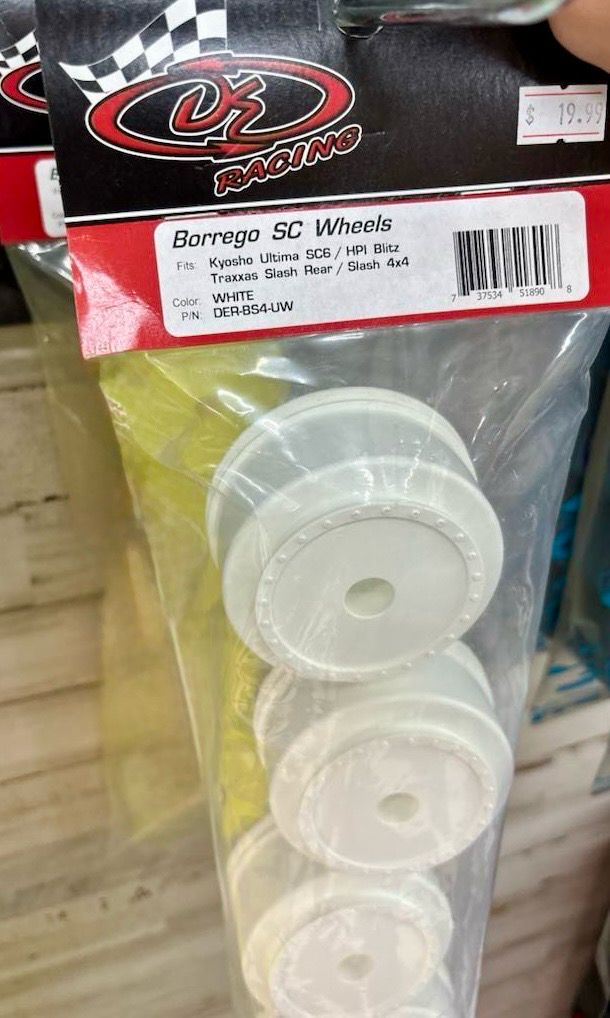 DE
RACING
$ 19.99
Borrego SC Wheels
Fits: Kyosho Ultima SC6 / HPI Blitz
Traxxas Slash Rear / Slash 4x4
Color: WHITE
P/N: DER-BS4-UW
7 37534 51890 8